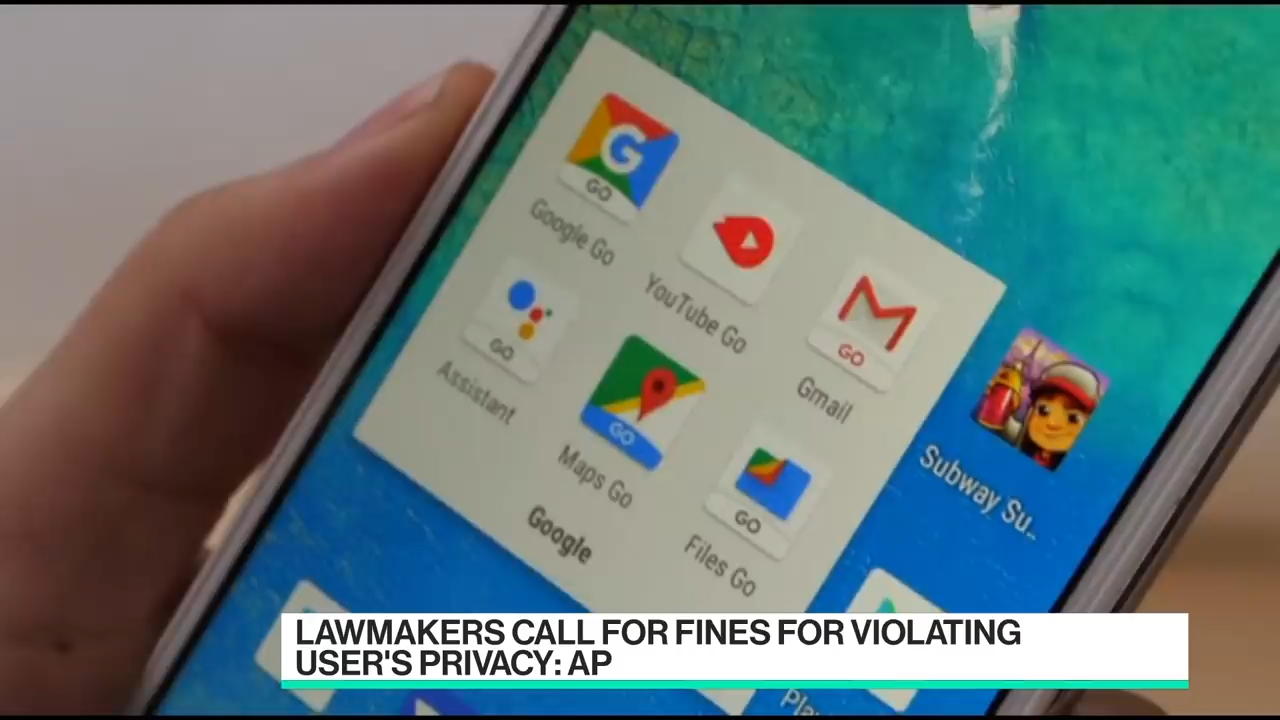 G
GO
Google Go
YouTube Go
GO
Gmail
GO
Assistant
GO
Maps Go
GO
Files Go
Google
Subway Su..
LAWMAKERS CALL FOR FINES FOR VIOLATING
USER'S PRIVACY: AP